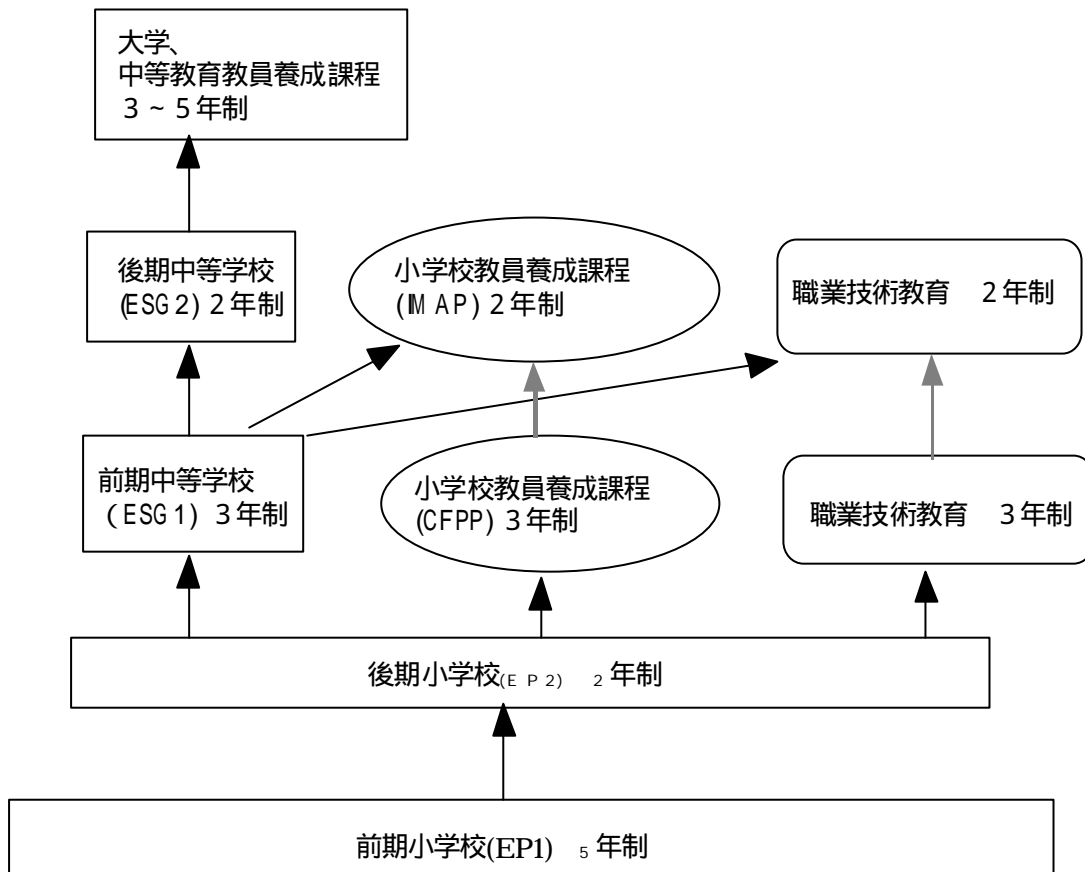 大学、
中等教育教員養成課程
３～５年制
後期中等学校
(ESG2)２年制
小学校教員養成課程
(IMAP)２年制
職業技術教育　２年制
前期中等学校
（ESG1）３年制
小学校教員養成課程
(CFPP)３年制
職業技術教育　３年制
後期小学校(EP2)　２年制
前期小学校(EP1)　５年制